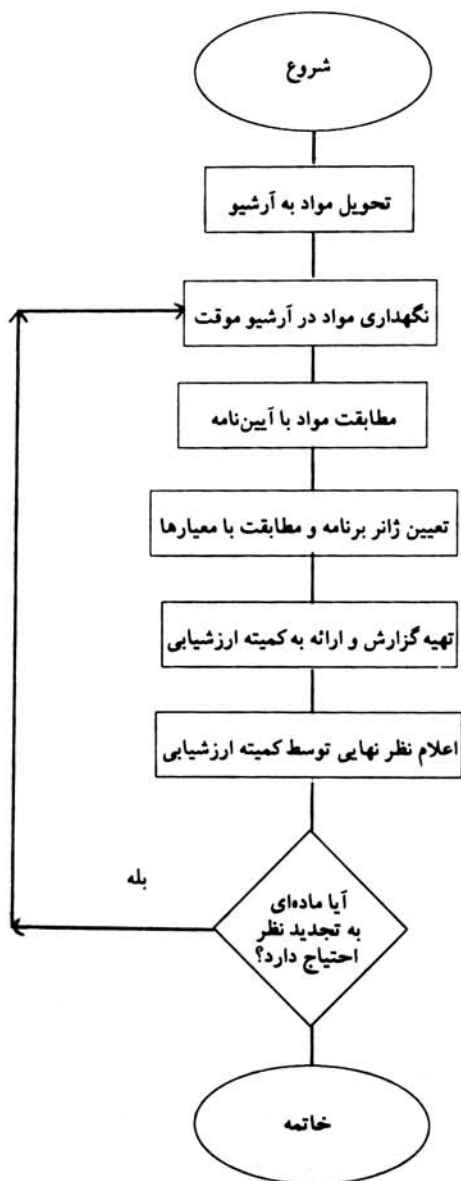 شروع
تحویل مواد به آرشیو
نگهداری مواد در آرشیو موقت
مطابقت مواد با آیین‌نامه
تعیین ژانر برنامه و مطابقت با معیارها
تهیه گزارش و ارائه به کمیته ارزشیابی
اعلام نظر نهایی توسط کمیته ارزشیابی
بله
آیا ماده‌ای
به تجدید نظر
احتیاج دارد؟
خاتمه